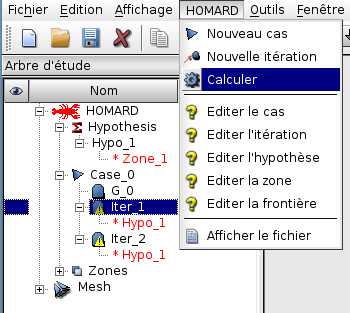 Fichier Edition Affichage HOMARD Outils Fenêtre
Nouveau cas
Nouvelle itération
Calculer
Editer le cas
Editer l'itération
Editer l'hypothèse
Editer la zone
Editer la frontière
Afficher le fichier
Arbre d'étude
Nom
HOMARD
Hypothesis
Hypo_1
* Zone_1
Case_0
G_0
Iter_1
* Hypo_1
Iter_2
* Hypo_1
Zones
Mesh